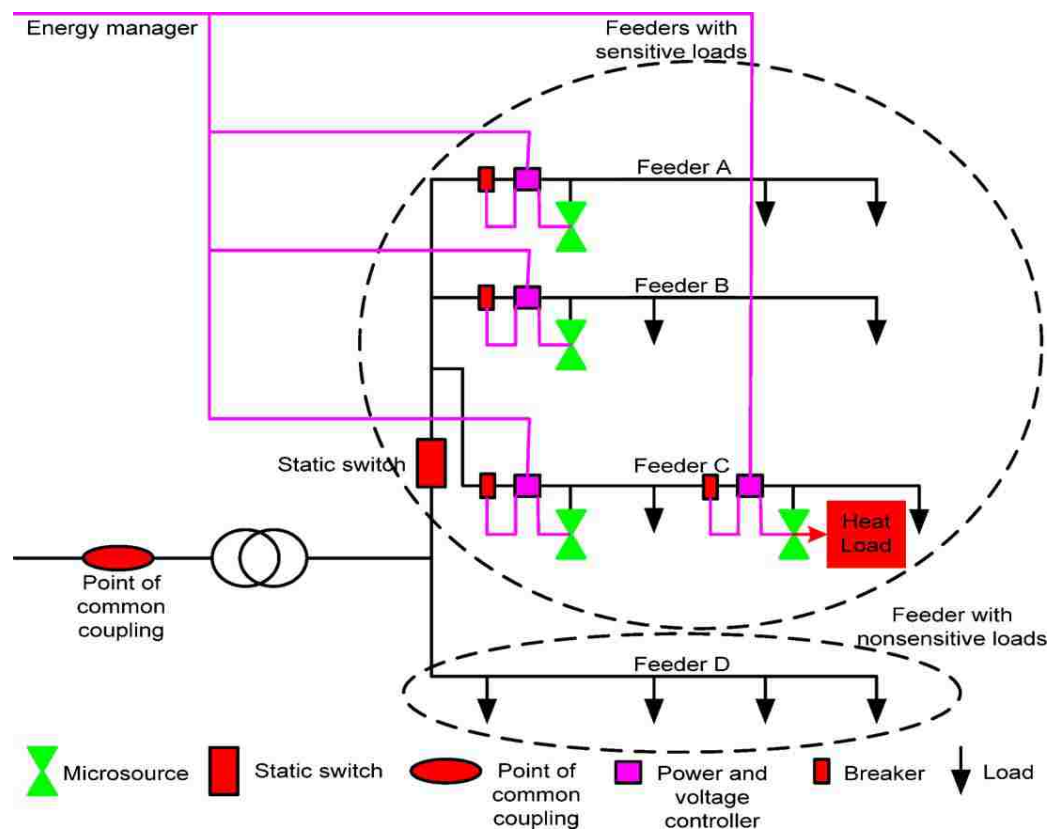 Energy manager
Feeders with
sensitive loads
Feeder A
Feeder B
Static switch
Feeder C
Heat
Load
Point of
common
coupling
Feeder with
nonsensitive loads
Feeder D
Microsource
Static switch
Point of
common
coupling
Power and
voltage
controller
Breaker
Load